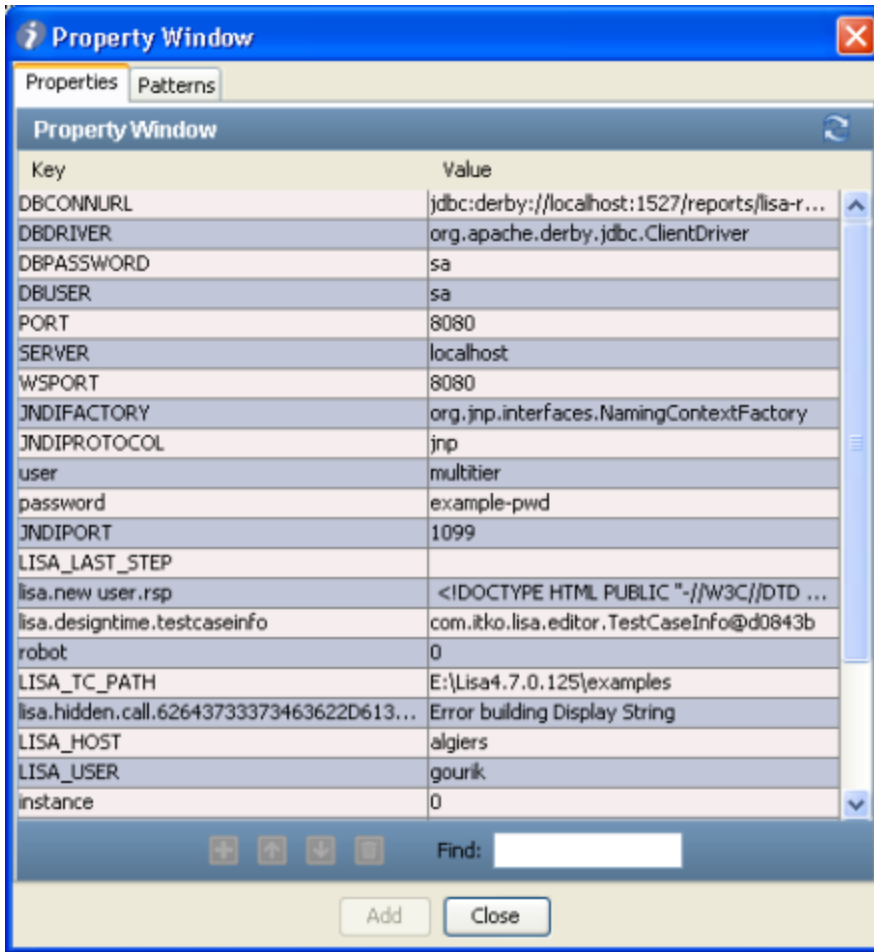 Property Window
Properties Patterns
Property Window
Key Value
DBCONNURL jdbc:derby://localhost:1527/reports/lisa-r...
DBDRIVER org.apache.derby.jdbc.ClientDriver
DBPASSWORD sa
DBUSER sa
PORT 8080
SERVER localhost
WSPORT 8080
JNDIFACTORY org.jnp.interfaces.NamingContextFactory
JNDIPROTOCOL jnp
user multitier
password example-pwd
JNDIPORT 1099
LISA_LAST_STEP
lisa.new user.rsp <!DOCTYPE HTML PUBLIC "-//W3C//DTD ...
lisa.designtime.testcaseinfo com.itko.lisa.editor.TestCaseInfo@d0843b
robot 0
LISA_TC_PATH E:\Lisa4.7.0.125\examples
lisa.hidden.call.62643733373463622D613... Error building Display String
LISA_HOST algiers
LISA_USER gourik
instance 0
Find:
Add Close